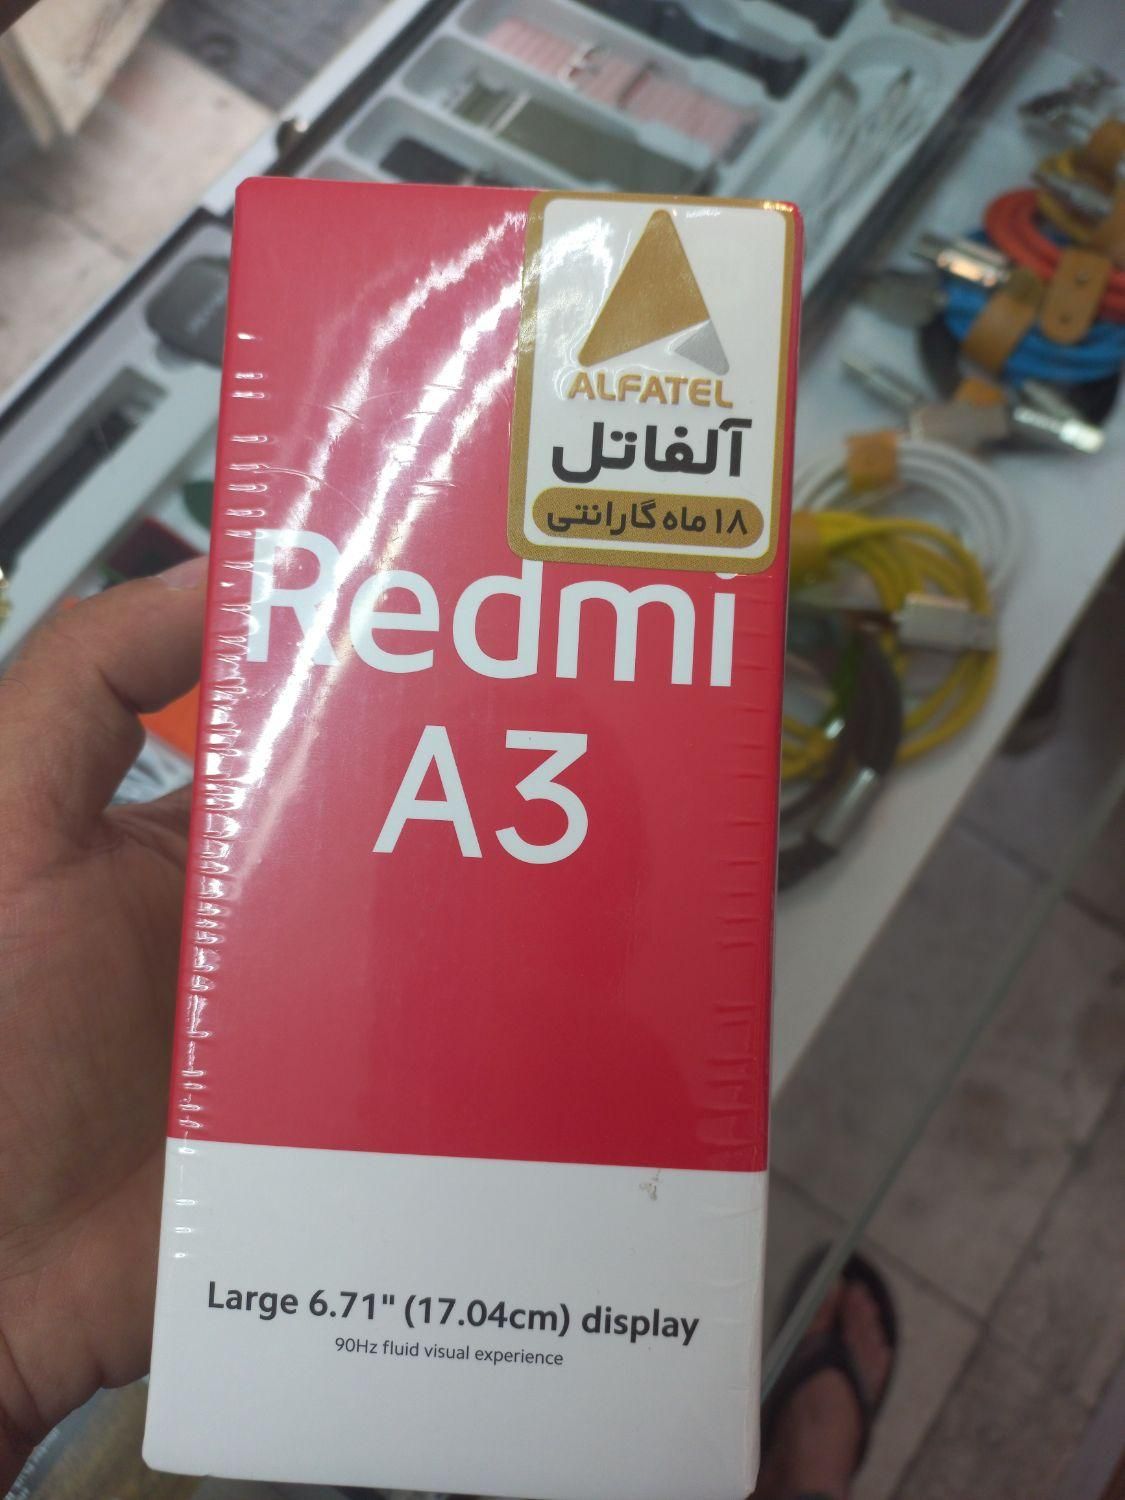 ALFATEL
آلفاتل
۱۸ ماه گارانتی
Redmi
A3
Large 6.71" (17.04cm) display
90Hz fluid visual experience